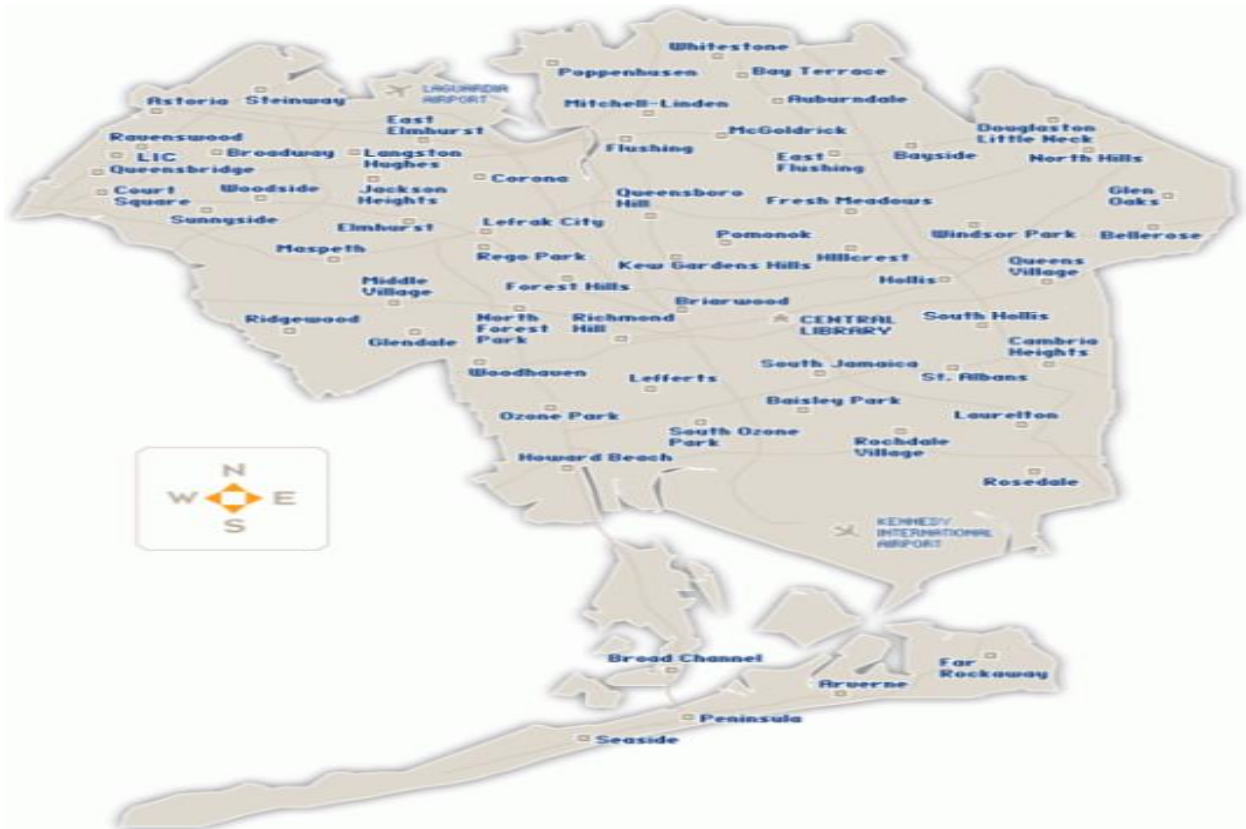 Whitestone
Poppenhusen
Bay Terrace
LAGUARDIA
AIRPORT
Astoria
Steinway
Mitchell-Linden
Auburndale
East
Elmhurst
Ravenswood
McGoldrick
Douglaston
Little Neck
LIC
Broadway
Langston
Hughes
Flushing
East
Flushing
Bayside
North Hills
Queensbridge
Corona
Court
Square
Woodside
Jackson
Heights
Queensboro
Hill
Fresh Meadows
Glen
Oaks
Sunnyside
Elmhurst
Lefrak City
Pomonok
Windsor Park
Bellerose
Maspeth
Rego Park
Kew Gardens Hills
Hillcrest
Queens
Village
Middle
Village
Forest Hills
Hollis
Briarwood
Ridgewood
North
Forest
Park
Richmond
Hill
CENTRAL
LIBRARY
South Hollis
Glendale
Cambria
Heights
Woodhaven
Lefferts
South Jamaica
St. Albans
Ozone Park
Baisley Park
Laurelton
South Ozone
Park
Rochdale
Village
Howard Beach
Rosedale
N
W
E
S
KENNEDY
INTERNATIONAL
AIRPORT
Broad Channel
Far
Rockaway
Arverne
Peninsula
Seaside